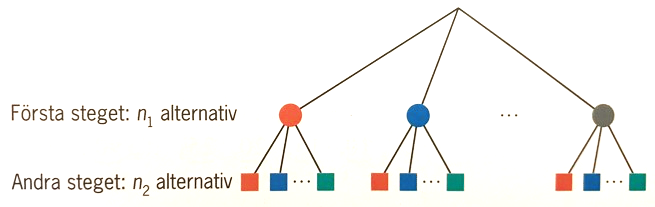 Första steget: n₁ alternativ
...
Andra steget: n₂ alternativ
... ... ...